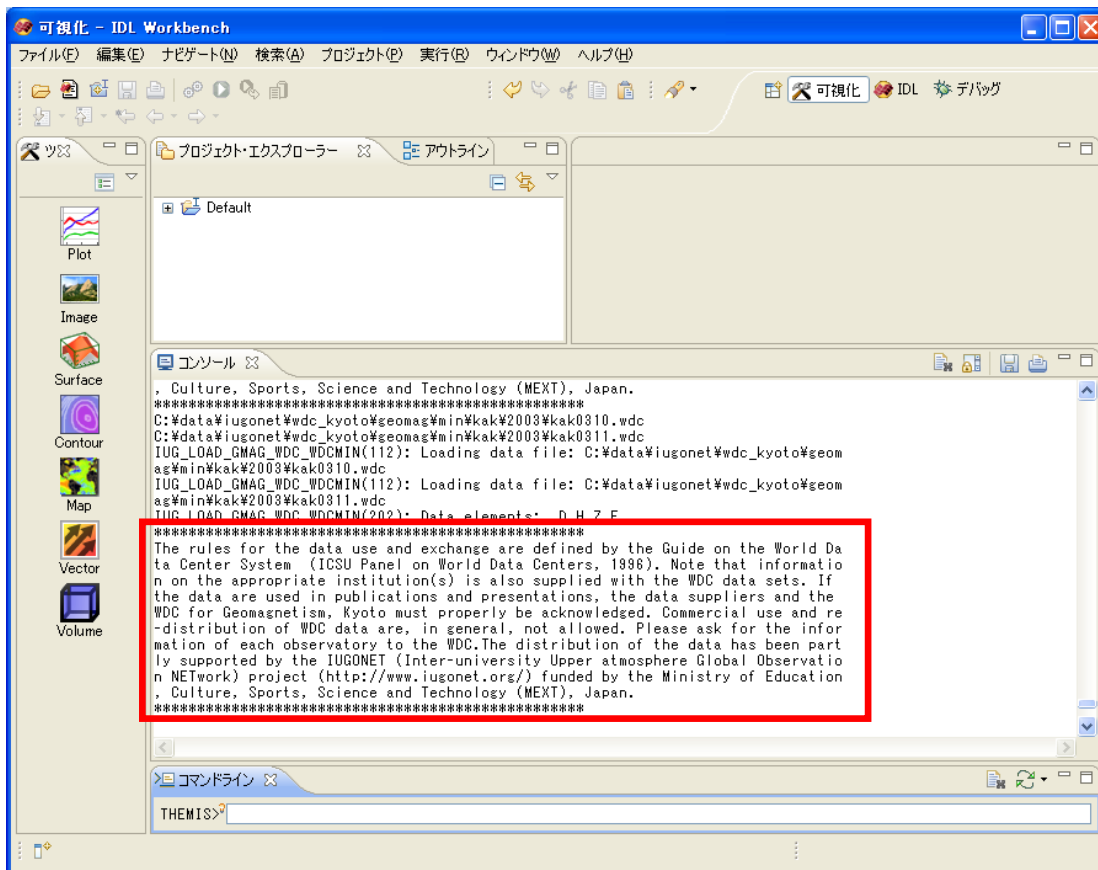 可視化 - IDL Workbench
ファイル(F) 編集(E) ナビゲート(N) 検索(A) プロジェクト(P) 実行(R) ウィンドウ(W) ヘルプ(H)
可視化 IDL デバッグ
ツ
プロジェクト・エクスプローラー アウトライン
Default
Plot
Image
Surface
Contour
Map
Vector
Volume
コンソール
, Culture, Sports, Science and Technology (MEXT), Japan.
****************************************************
C:¥data¥iugonet¥wdc_kyoto¥geomag¥min¥kak¥2003¥kak0310.wdc
C:¥data¥iugonet¥wdc_kyoto¥geomag¥min¥kak¥2003¥kak0311.wdc
IUG_LOAD_GMAG_WDC_WDCMIN(112): Loading data file: C:¥data¥iugonet¥wdc_kyoto¥geom
ag¥min¥kak¥2003¥kak0310.wdc
IUG_LOAD_GMAG_WDC_WDCMIN(112): Loading data file: C:¥data¥iugonet¥wdc_kyoto¥geom
ag¥min¥kak¥2003¥kak0311.wdc
IUG_LOAD_GMAG_WDC_WDCMIN(202): Data elements: D H Z F
****************************************************
The rules for the data use and exchange are defined by the Guide on the World Da
ta Center System (ICSU Panel on World Data Centers, 1996). Note that informatio
n on the appropriate institution(s) is also supplied with the WDC data sets. If
the data are used in publications and presentations, the data suppliers and the
WDC for Geomagnetism, Kyoto must properly be acknowledged. Commercial use and re
-distribution of WDC data are, in general, not allowed. Please ask for the infor
mation of each observatory to the WDC.The distribution of the data has been part
ly supported by the IUGONET (Inter-university Upper atmosphere Global Observatio
n NETwork) project (http://www.iugonet.org/) funded by the Ministry of Education
, Culture, Sports, Science and Technology (MEXT), Japan.
****************************************************
コマンドライン
THEMIS>